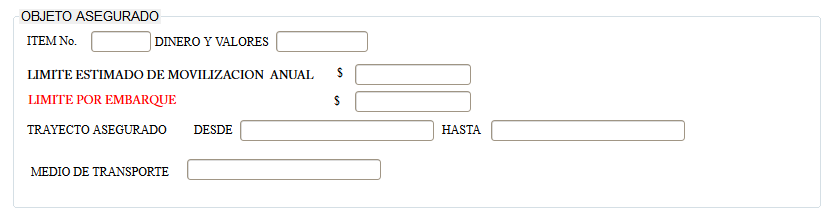 OBJETO ASEGURADO
ITEM No. DINERO Y VALORES
LIMITE ESTIMADO DE MOVILIZACION ANUAL $
LIMITE POR EMBARQUE $
TRAYECTO ASEGURADO DESDE HASTA
MEDIO DE TRANSPORTE